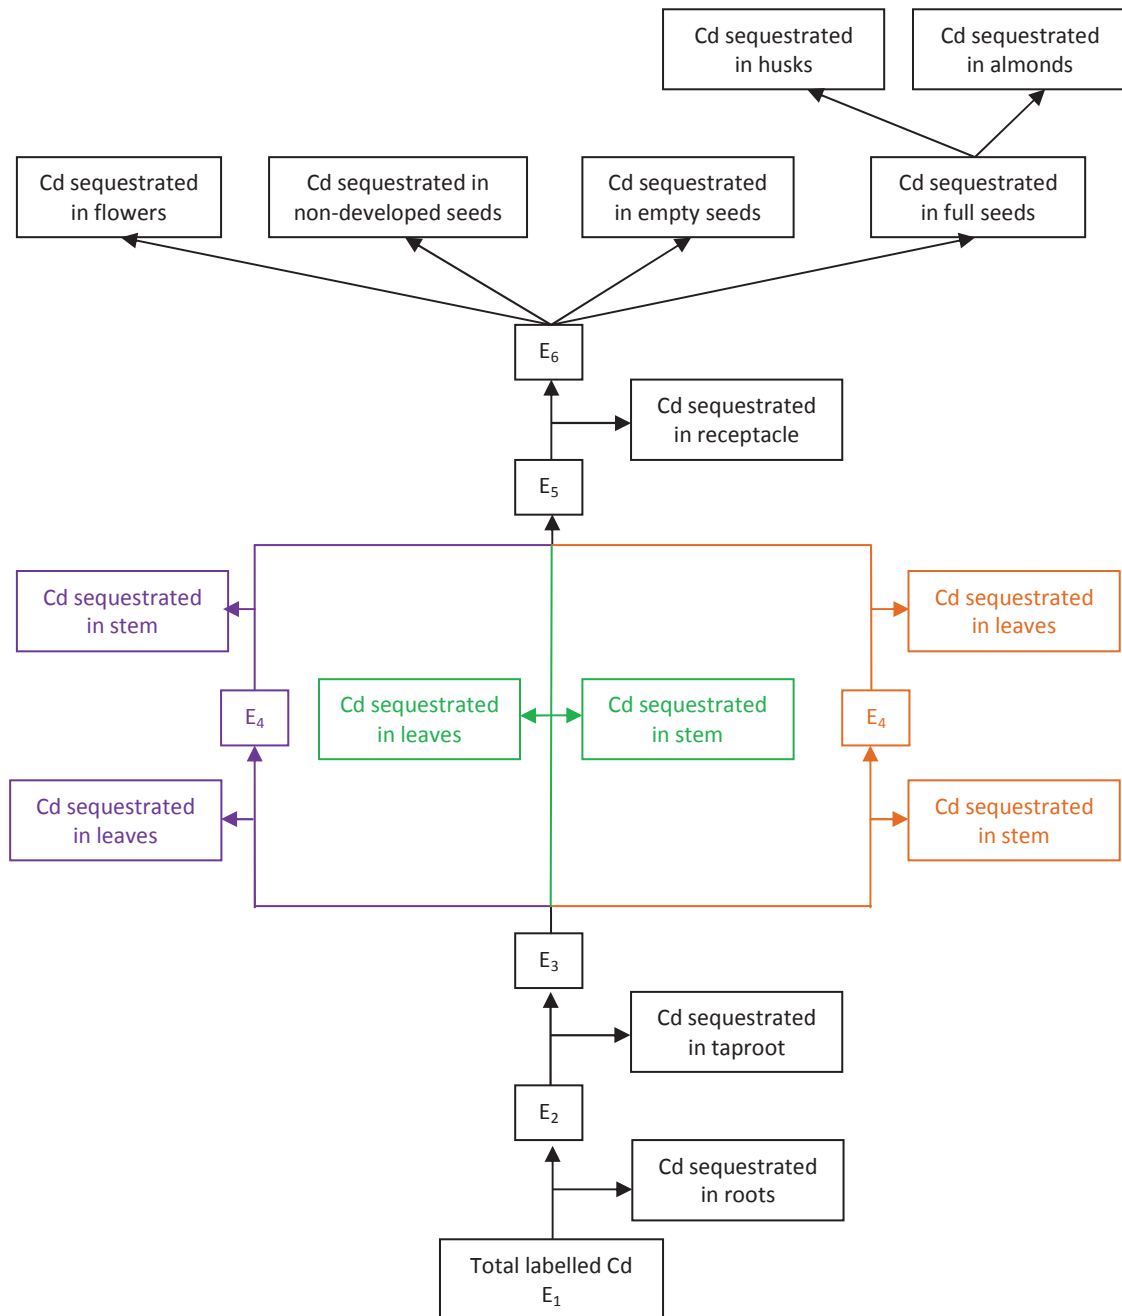 Cd sequestrated
in husks
Cd sequestrated
in almonds
Cd sequestrated
in flowers
Cd sequestrated in
non-developed seeds
Cd sequestrated
in empty seeds
Cd sequestrated
in full seeds
E₆
Cd sequestrated
in receptacle
E₅
Cd sequestrated
in stem
Cd sequestrated
in leaves
E₄
Cd sequestrated
in leaves
Cd sequestrated
in stem
E₄
Cd sequestrated
in leaves
Cd sequestrated
in stem
E₃
Cd sequestrated
in taproot
E₂
Cd sequestrated
in roots
Total labelled Cd
E₁